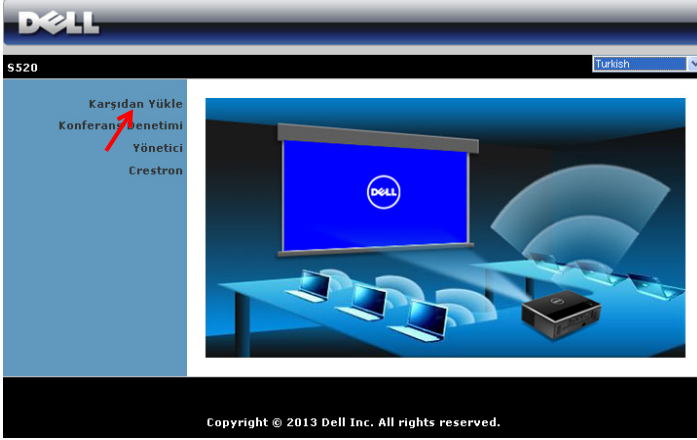 DELL
S520
Turkish
Karşıdan Yükle
Konferans Denetimi
Yönetici
Crestron
DELL
Copyright © 2013 Dell Inc. All rights reserved.